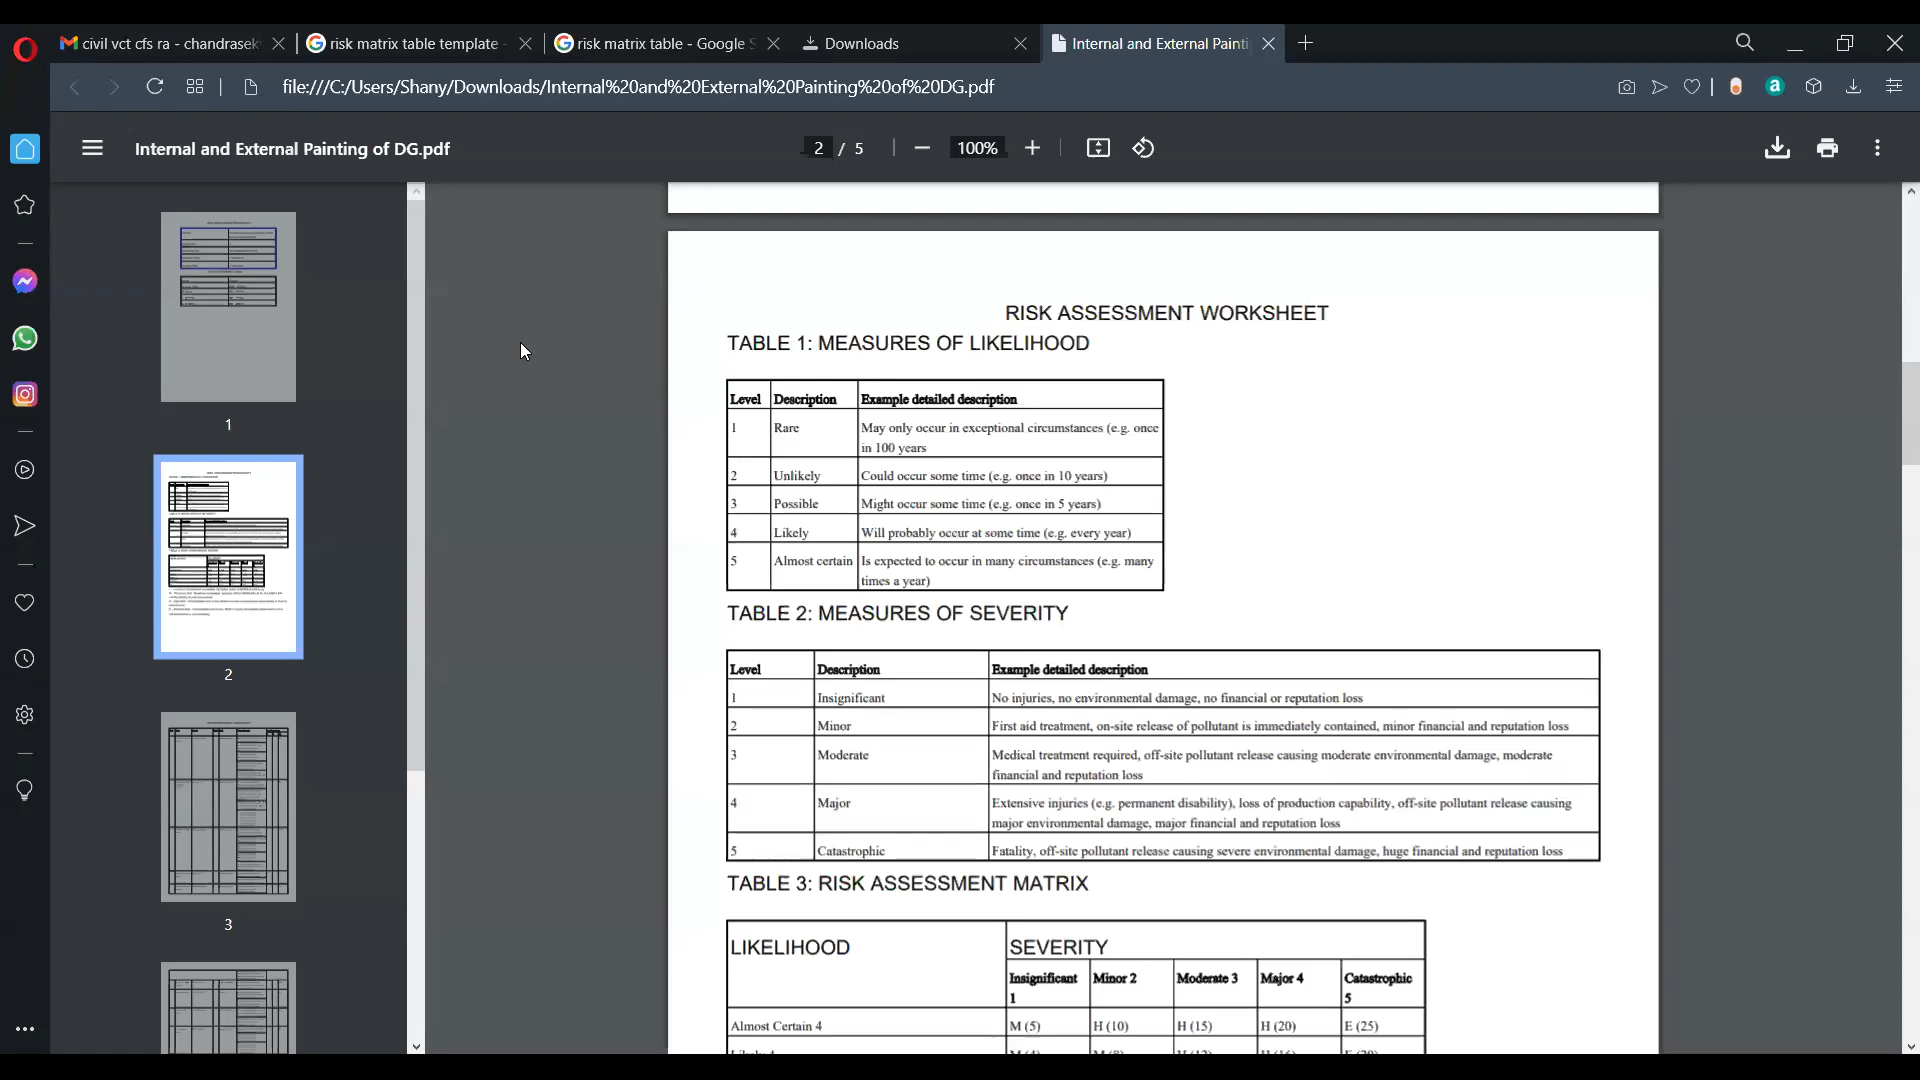 civil vct cfs ra - chandrasek
risk matrix table template -
risk matrix table - Google S
Downloads
Internal and External Painti
file:///C:/Users/Shany/Downloads/Internal%20and%20External%20Painting%20of%20DG.pdf
Internal and External Painting of DG.pdf
2 / 5
100%
1
2
3
RISK ASSESSMENT WORKSHEET
TABLE 1: MEASURES OF LIKELIHOOD
Level Description Example detailed description
1 Rare May only occur in exceptional circumstances (e.g. once
in 100 years
2 Unlikely Could occur some time (e.g. once in 10 years)
3 Possible Might occur some time (e.g. once in 5 years)
4 Likely Will probably occur at some time (e.g. every year)
5 Almost certain Is expected to occur in many circumstances (e.g. many
times a year)
TABLE 2: MEASURES OF SEVERITY
Level Description Example detailed description
1 Insignificant No injuries, no environmental damage, no financial or reputation loss
2 Minor First aid treatment, on-site release of pollutant is immediately contained, minor financial and reputation loss
3 Moderate Medical treatment required, off-site pollutant release causing moderate environmental damage, moderate
financial and reputation loss
4 Major Extensive injuries (e.g. permanent disability), loss of production capability, off-site pollutant release causing
major environmental damage, major financial and reputation loss
5 Catastrophic Fatality, off-site pollutant release causing severe environmental damage, huge financial and reputation loss
TABLE 3: RISK ASSESSMENT MATRIX
LIKELIHOOD SEVERITY
Insignificant Minor 2 Moderate 3 Major 4 Catastrophic
1 5
Almost Certain 4 M (5) H (10) H (15) H (20) E (25)